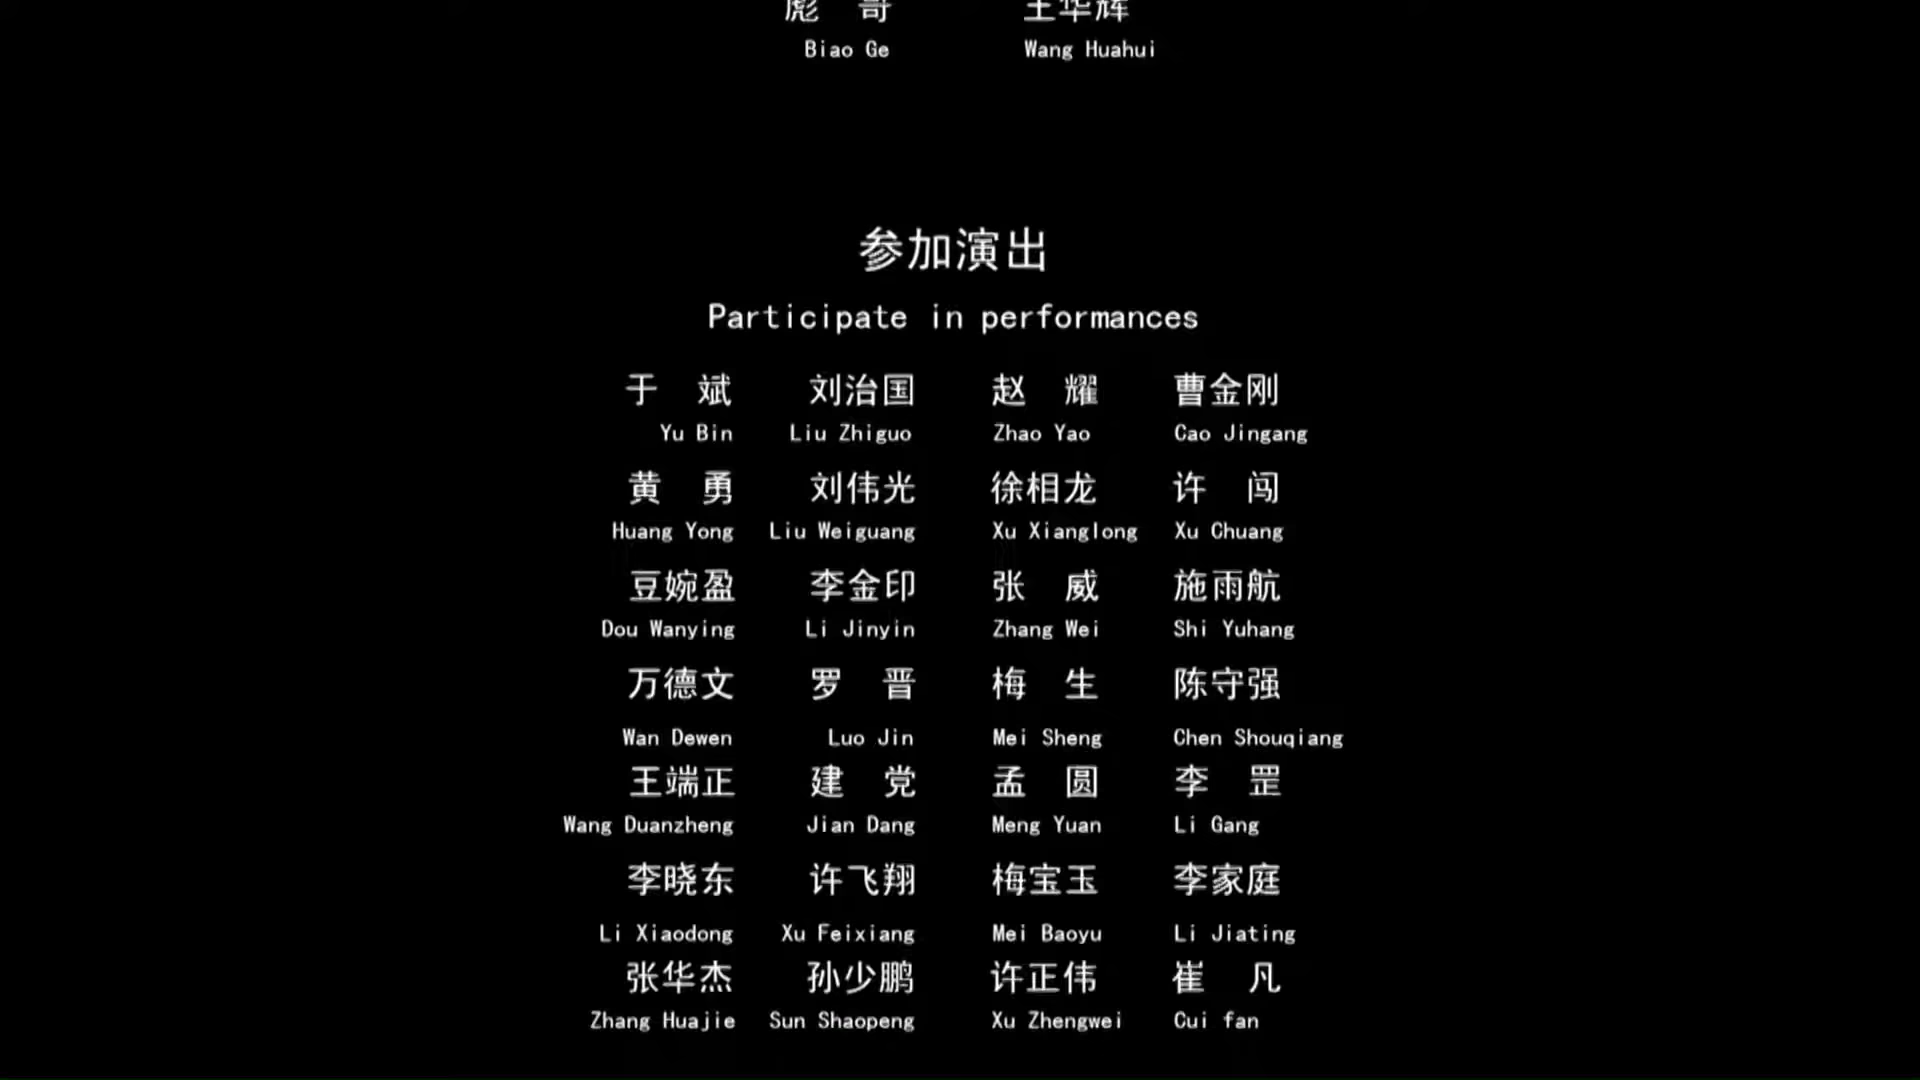 彪 哥 王华辉
Biao Ge Wang Huahui
参加演出
Participate in performances
于 斌 刘治国 赵 耀 曹金刚
Yu Bin Liu Zhiguo Zhao Yao Cao Jingang
黄 勇 刘伟光 徐相龙 许 闯
Huang Yong Liu Weiguang Xu Xianglong Xu Chuang
豆婉盈 李金印 张 威 施雨航
Dou Wanying Li Jinyin Zhang Wei Shi Yuhang
万德文 罗 晋 梅 生 陈守强
Wan Dewen Luo Jin Mei Sheng Chen Shouqiang
王端正 建 党 孟 圆 李 罡
Wang Duanzheng Jian Dang Meng Yuan Li Gang
李晓东 许飞翔 梅宝玉 李家庭
Li Xiaodong Xu Feixiang Mei Baoyu Li Jiating
张华杰 孙少鹏 许正伟 崔 凡
Zhang Huajie Sun Shaopeng Xu Zhengwei Cui fan